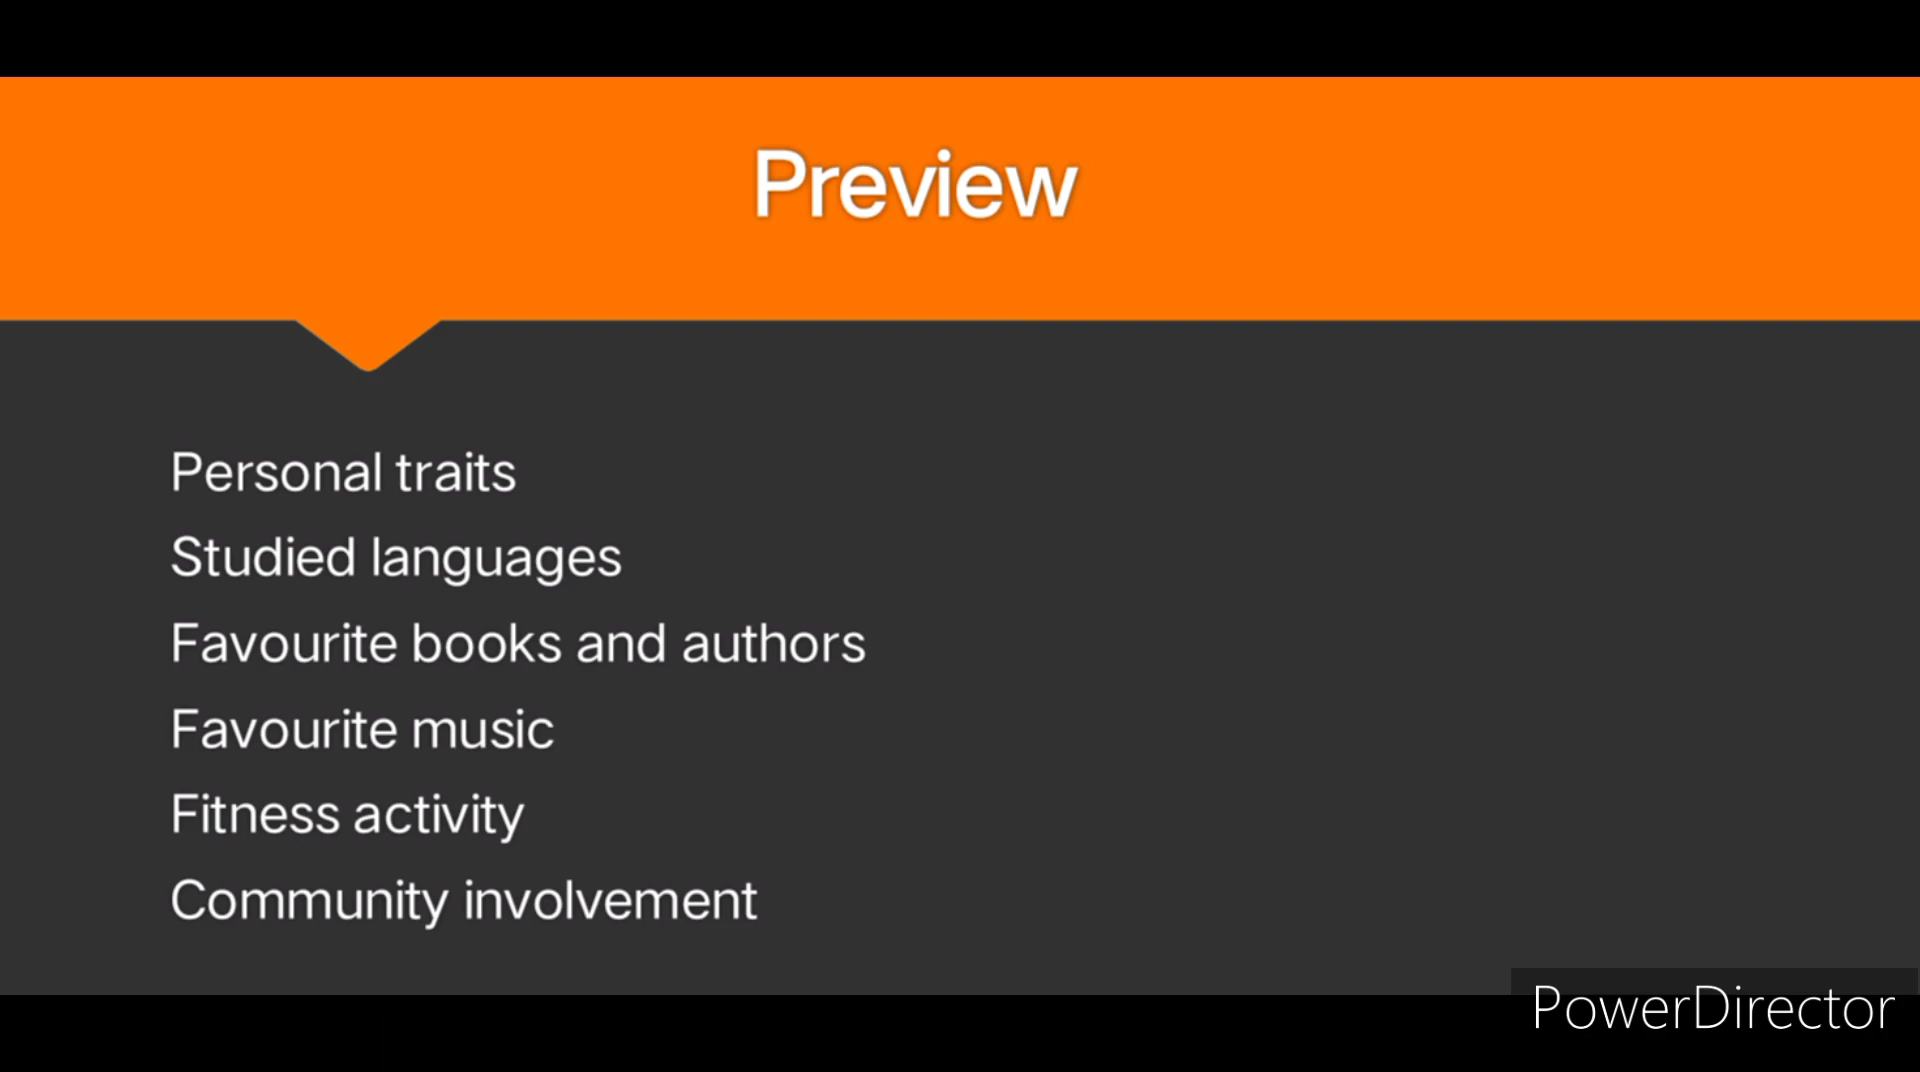 Preview
Personal traits
Studied languages
Favourite books and authors
Favourite music
Fitness activity
Community involvement
PowerDirector